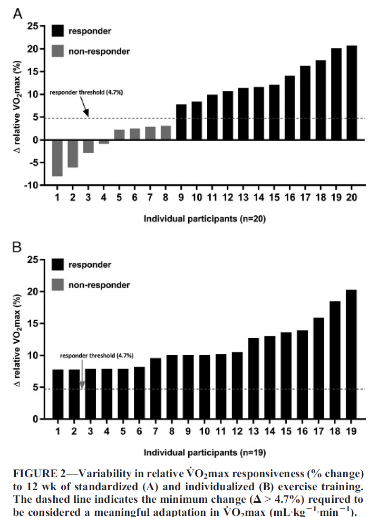 A
responder
non-responder
responder threshold (4.7%)
Δ relative VO2max (%)
25
20
15
10
5
0
-5
-10
1 2 3 4 5 6 7 8 9 10 11 12 13 14 15 16 17 18 19 20
Individual participants (n=20)
B
responder
non-responder
responder threshold (4.7%)
Δ relative V̇O2max (%)
25
20
15
10
5
0
1 2 3 4 5 6 7 8 9 10 11 12 13 14 15 16 17 18 19
Individual participants (n=19)
FIGURE 2—Variability in relative V̇O2max responsiveness (% change)
to 12 wk of standardized (A) and individualized (B) exercise training.
The dashed line indicates the minimum change (Δ > 4.7%) required to
be considered a meaningful adaptation in V̇O2max (mL·kg−1·min−1).